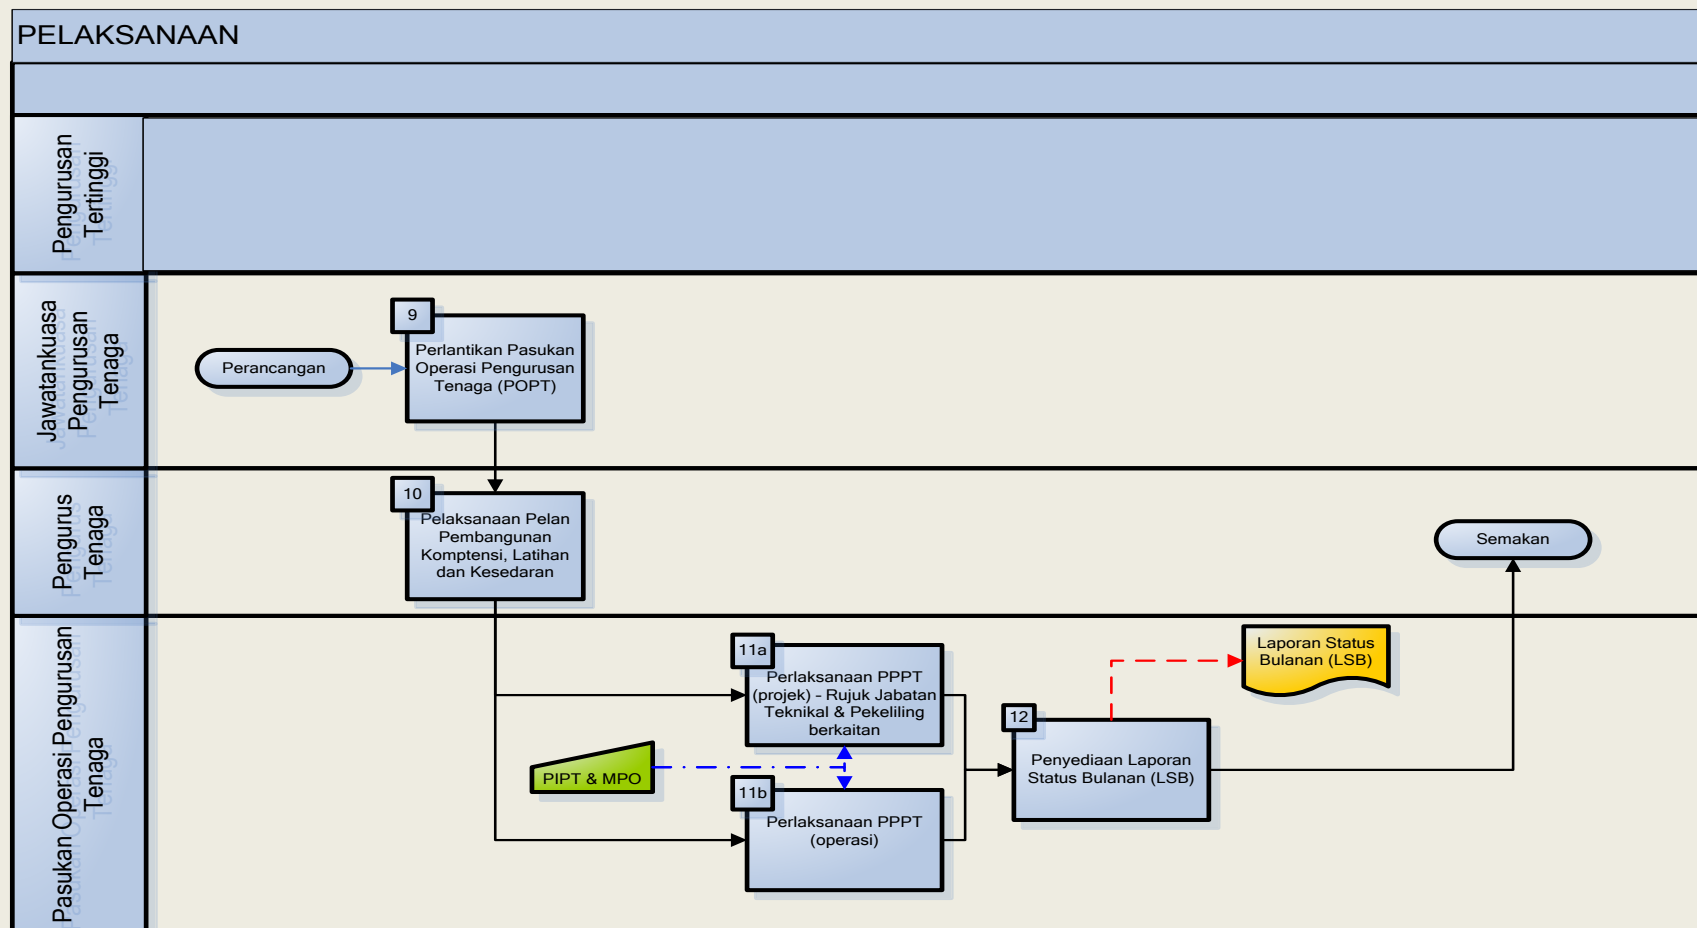 PELAKSANAAN
Pengurusan
Tertinggi
Jawatankuasa
Pengurusan
Tenaga
9
Perlantikan Pasukan
Operasi Pengurusan
Tenaga (POPT)
Perancangan
Pengurus
Tenaga
10
Pelaksanaan Pelan
Pembangunan
Komptensi, Latihan
dan Kesedaran
Semakan
Pasukan Operasi Pengurusan
Tenaga
11a
Perlaksanaan PPPT
(projek) - Rujuk Jabatan
Teknikal & Pekeliling
berkaitan
PIPT & MPO
11b
Perlaksanaan PPPT
(operasi)
12
Penyediaan Laporan
Status Bulanan (LSB)
Laporan Status
Bulanan (LSB)